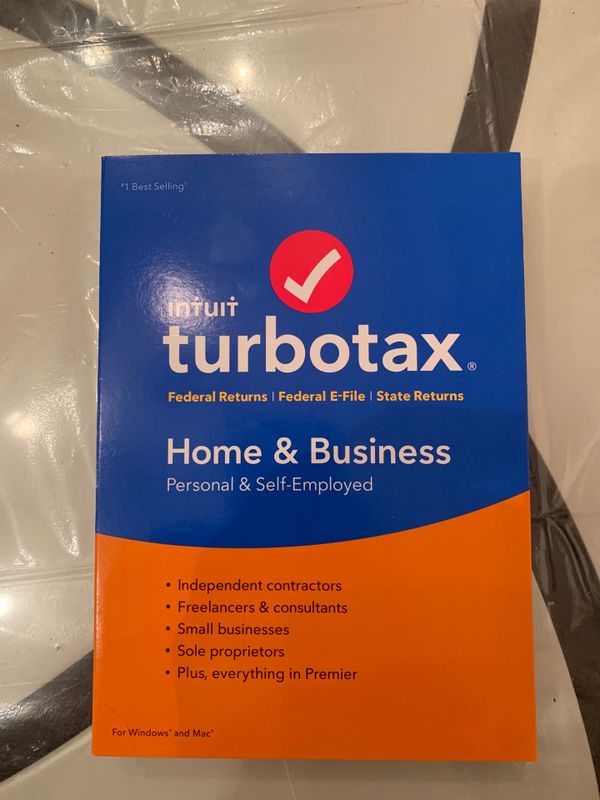 #1 Best Selling¹
intuit
turbotax®
Federal Returns | Federal E-File | State Returns
Home & Business
Personal & Self-Employed
• Independent contractors
• Freelancers & consultants
• Small businesses
• Sole proprietors
• Plus, everything in Premier
For Windows® and Mac®